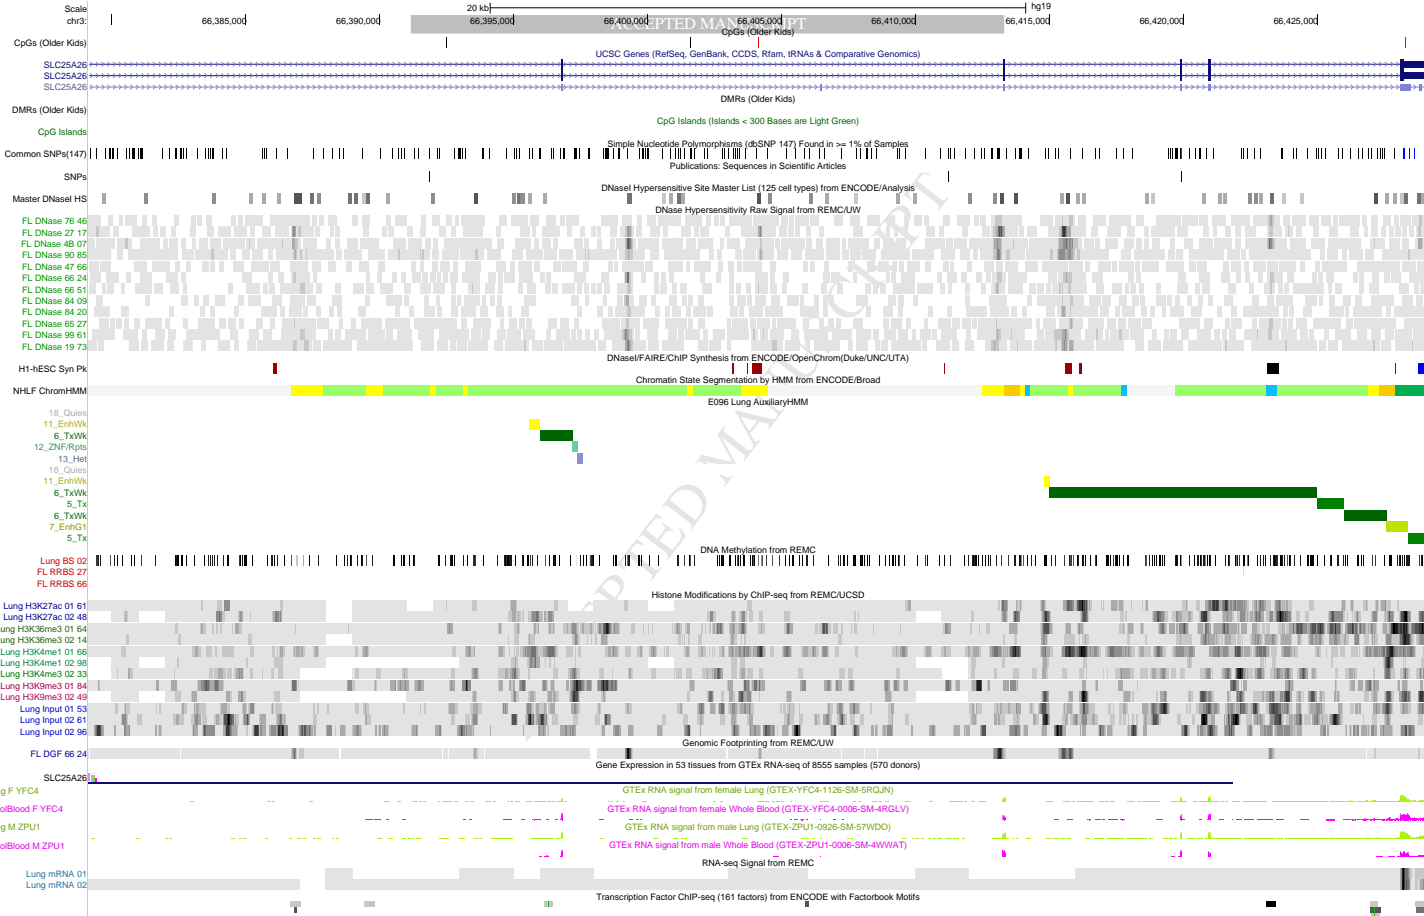 Scale 20 kb hg19
chr3: 66,385,000 66,390,000 66,395,000 66,400,000 66,405,000 66,410,000 66,415,000 66,420,000 66,425,000
ACCEPTED MANUSCRIPT
CpGs (Older Kids)
CpGs (Older Kids)
UCSC Genes (RefSeq, GenBank, CCDS, Rfam, tRNAs & Comparative Genomics)
SLC25A26
SLC25A26
SLC25A26
DMRs (Older Kids)
DMRs (Older Kids)
CpG Islands (Islands < 300 Bases are Light Green)
CpG Islands
Simple Nucleotide Polymorphisms (dbSNP 147) Found in >= 1% of Samples
Common SNPs(147)
Publications: Sequences in Scientific Articles
SNPs
DNaseI Hypersensitive Site Master List (125 cell types) from ENCODE/Analysis
Master DNaseI HS
DNase Hypersensitivity Raw Signal from REMC/UW
FL DNase 76 46
FL DNase 27 17
FL DNase 4B 07
FL DNase 90 85
FL DNase 47 66
FL DNase 66 24
FL DNase 66 51
FL DNase 84 09
FL DNase 84 20
FL DNase 65 27
FL DNase 99 61
FL DNase 19 73
DNaseI/FAIRE/ChIP Synthesis from ENCODE/OpenChrom(Duke/UNC/UTA)
H1-hESC Syn Pk
Chromatin State Segmentation by HMM from ENCODE/Broad
NHLF ChromHMM
E096 Lung AuxiliaryHMM
18_Quies
11_EnhWk
6_TxWk
12_ZNF/Rpts
13_Het
18_Quies
11_EnhWk
6_TxWk
5_Tx
6_TxWk
7_EnhG1
5_Tx
ACCEPTED MANUSCRIPT
DNA Methylation from REMC
Lung BS 02
FL RRBS 27
FL RRBS 66
Histone Modifications by ChIP-seq from REMC/UCSD
Lung H3K27ac 01 61
Lung H3K27ac 02 48
ung H3K36me3 01 64
ung H3K36me3 02 14
Lung H3K4me1 01 66
Lung H3K4me1 02 98
Lung H3K4me3 02 33
Lung H3K9me3 01 84
Lung H3K9me3 02 49
Lung Input 01 53
Lung Input 02 61
Lung Input 02 96
Genomic Footprinting from REMC/UW
FL DGF 66 24
Gene Expression in 53 tissues from GTEx RNA-seq of 8555 samples (570 donors)
SLC25A26
GTEx RNA signal from female Lung (GTEX-YFC4-1126-SM-5RQJN)
g F YFC4
GTEx RNA signal from female Whole Blood (GTEX-YFC4-0006-SM-4RGLV)
olBlood F YFC4
GTEx RNA signal from male Lung (GTEX-ZPU1-0926-SM-57WDO)
g M ZPU1
GTEx RNA signal from male Whole Blood (GTEX-ZPU1-0006-SM-4WWAT)
olBlood M ZPU1
RNA-seq Signal from REMC
Lung mRNA 01
Lung mRNA 02
Transcription Factor ChIP-seq (161 factors) from ENCODE with Factorbook Motifs